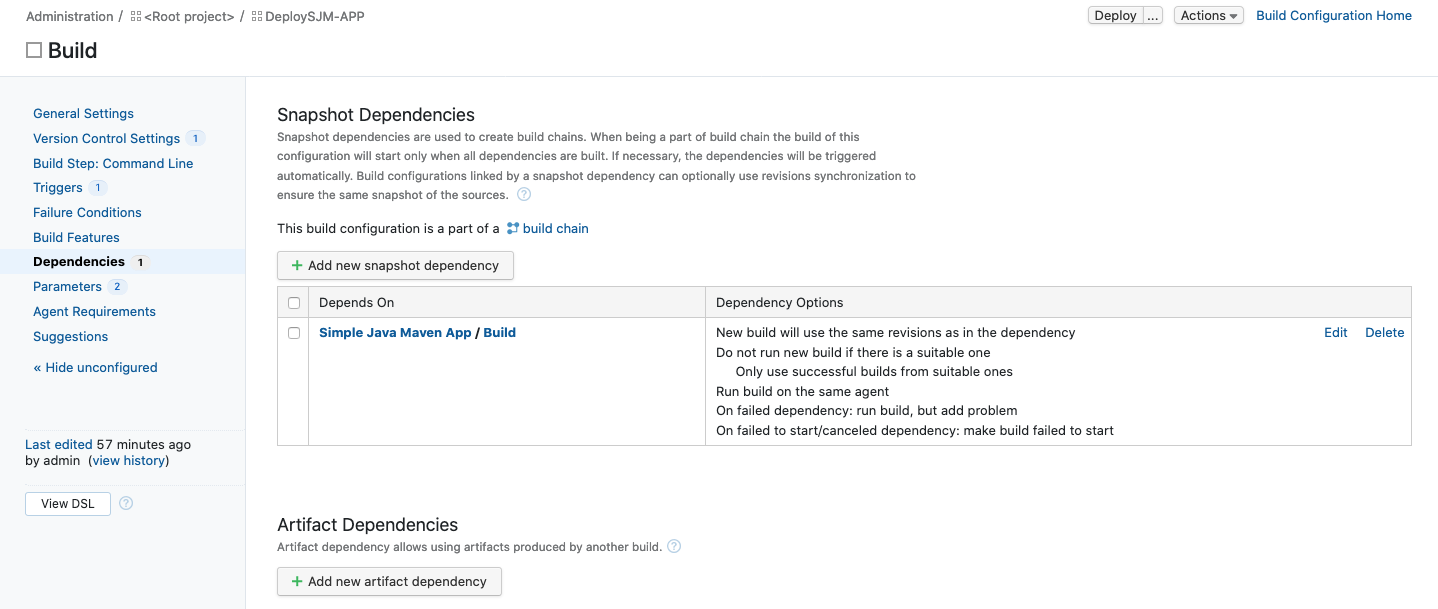 Administration / <Root project> / DeploySJM-APP
Deploy ... Actions Build Configuration Home
Build
General Settings
Version Control Settings 1
Build Step: Command Line
Triggers 1
Failure Conditions
Build Features
Dependencies 1
Parameters 2
Agent Requirements
Suggestions
« Hide unconfigured
Last edited 57 minutes ago
by admin (view history)
View DSL ?
Snapshot Dependencies
Snapshot dependencies are used to create build chains. When being a part of build chain the build of this
configuration will start only when all dependencies are built. If necessary, the dependencies will be triggered
automatically. Build configurations linked by a snapshot dependency can optionally use revisions synchronization to
ensure the same snapshot of the sources. ?
This build configuration is a part of a build chain
+ Add new snapshot dependency
Depends On Dependency Options
Simple Java Maven App / Build
New build will use the same revisions as in the dependency Edit Delete
Do not run new build if there is a suitable one
Only use successful builds from suitable ones
Run build on the same agent
On failed dependency: run build, but add problem
On failed to start/canceled dependency: make build failed to start
Artifact Dependencies
Artifact dependency allows using artifacts produced by another build. ?
+ Add new artifact dependency